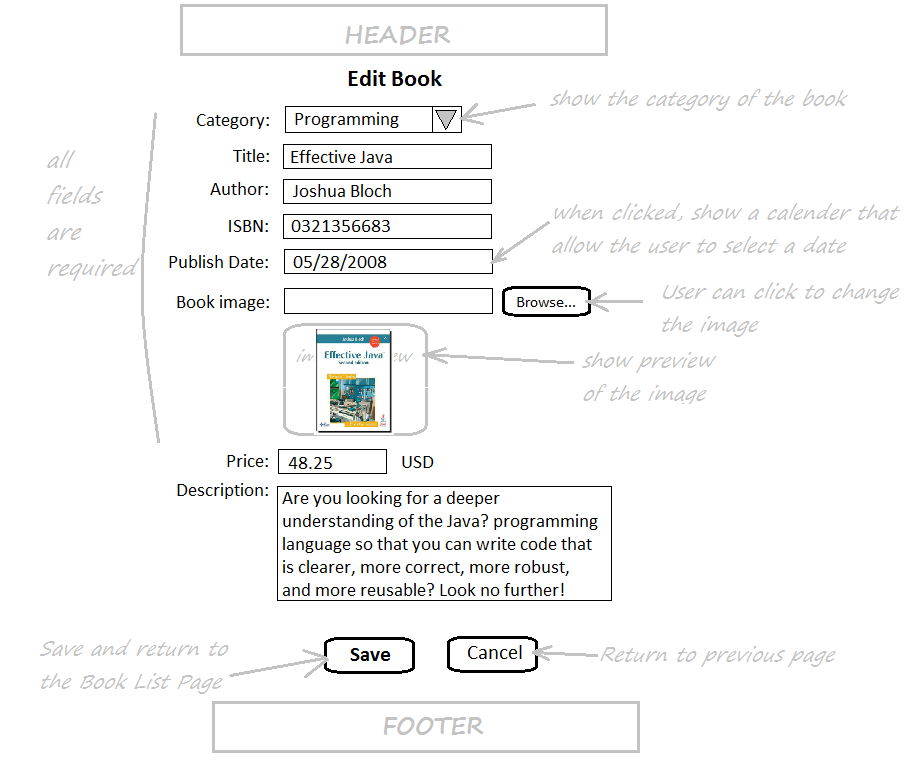 HEADER
Edit Book
Category: Programming
show the category of the book
all
fields
are
required
Title: Effective Java
Author: Joshua Bloch
ISBN: 0321356683
when clicked, show a calender that
allow the user to select a date
Publish Date: 05/28/2008
Book image: Browse...
User can click to change
the image
Joshua Bloch
Effective Java
Second Edition
show preview
of the image
Price: 48.25 USD
Description: Are you looking for a deeper
understanding of the Java? programming
language so that you can write code that
is clearer, more correct, more robust,
and more reusable? Look no further!
Save and return to
the Book List Page
Save Cancel
Return to previous page
FOOTER